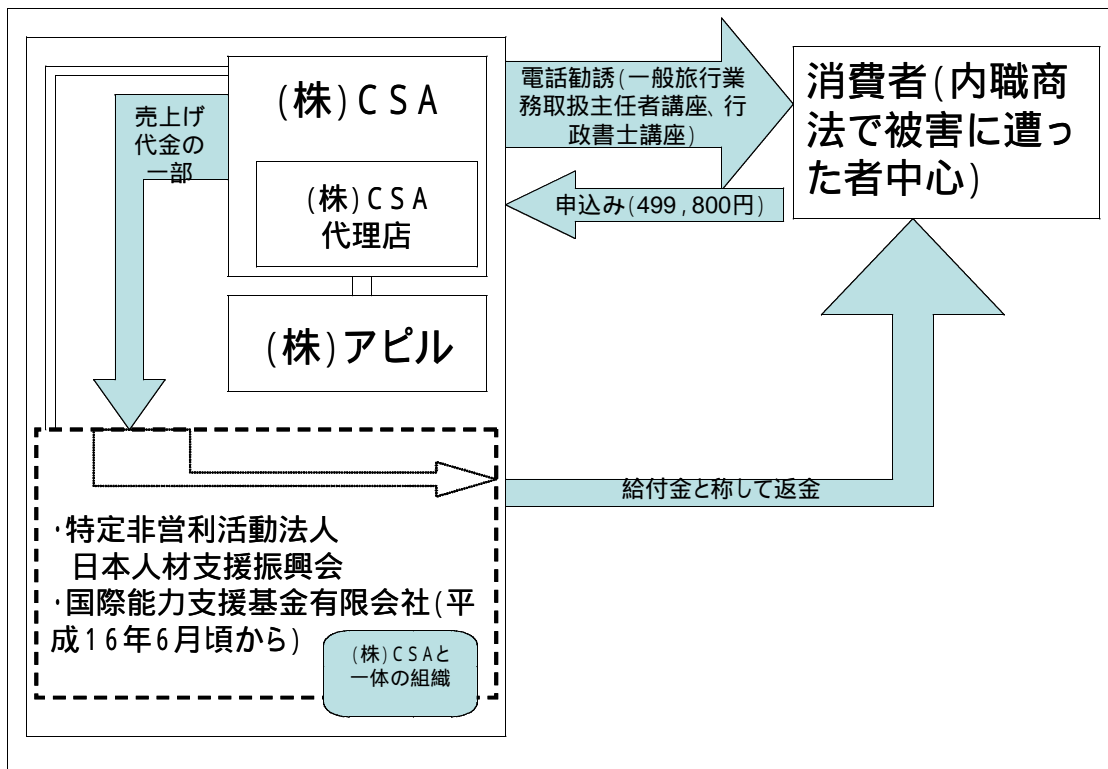 (株)CSA
(株)CSA
代理店
(株)アピル
売上げ
代金の
一部
電話勧誘(一般旅行業
務取扱主任者講座、行
政書士講座)
申込み(499,800円)
消費者(内職商
法で被害に遭っ
た者中心)
給付金と称して返金
・特定非営利活動法人
日本人材支援振興会
・国際能力支援基金有限会社(平
成16年6月頃から)
(株)CSAと
一体の組織